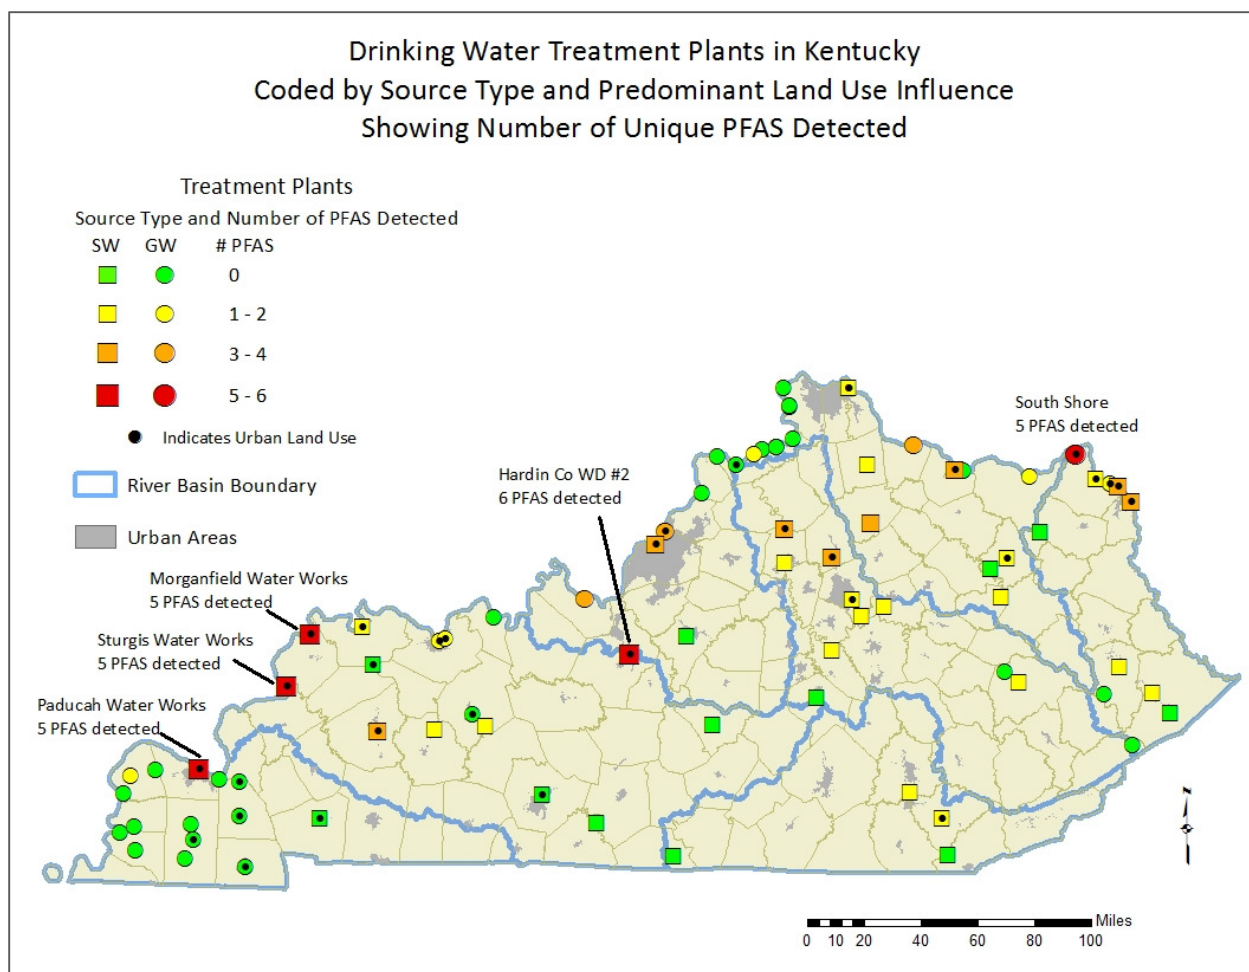 Drinking Water Treatment Plants in Kentucky
Coded by Source Type and Predominant Land Use Influence
Showing Number of Unique PFAS Detected
Treatment Plants
Source Type and Number of PFAS Detected
SW GW # PFAS
0
1 - 2
3 - 4
5 - 6
Indicates Urban Land Use
River Basin Boundary
Urban Areas
South Shore
5 PFAS detected
Hardin Co WD #2
6 PFAS detected
Morganfield Water Works
5 PFAS detected
Sturgis Water Works
5 PFAS detected
Paducah Water Works
5 PFAS detected
N
Miles
0 10 20 40 60 80 100